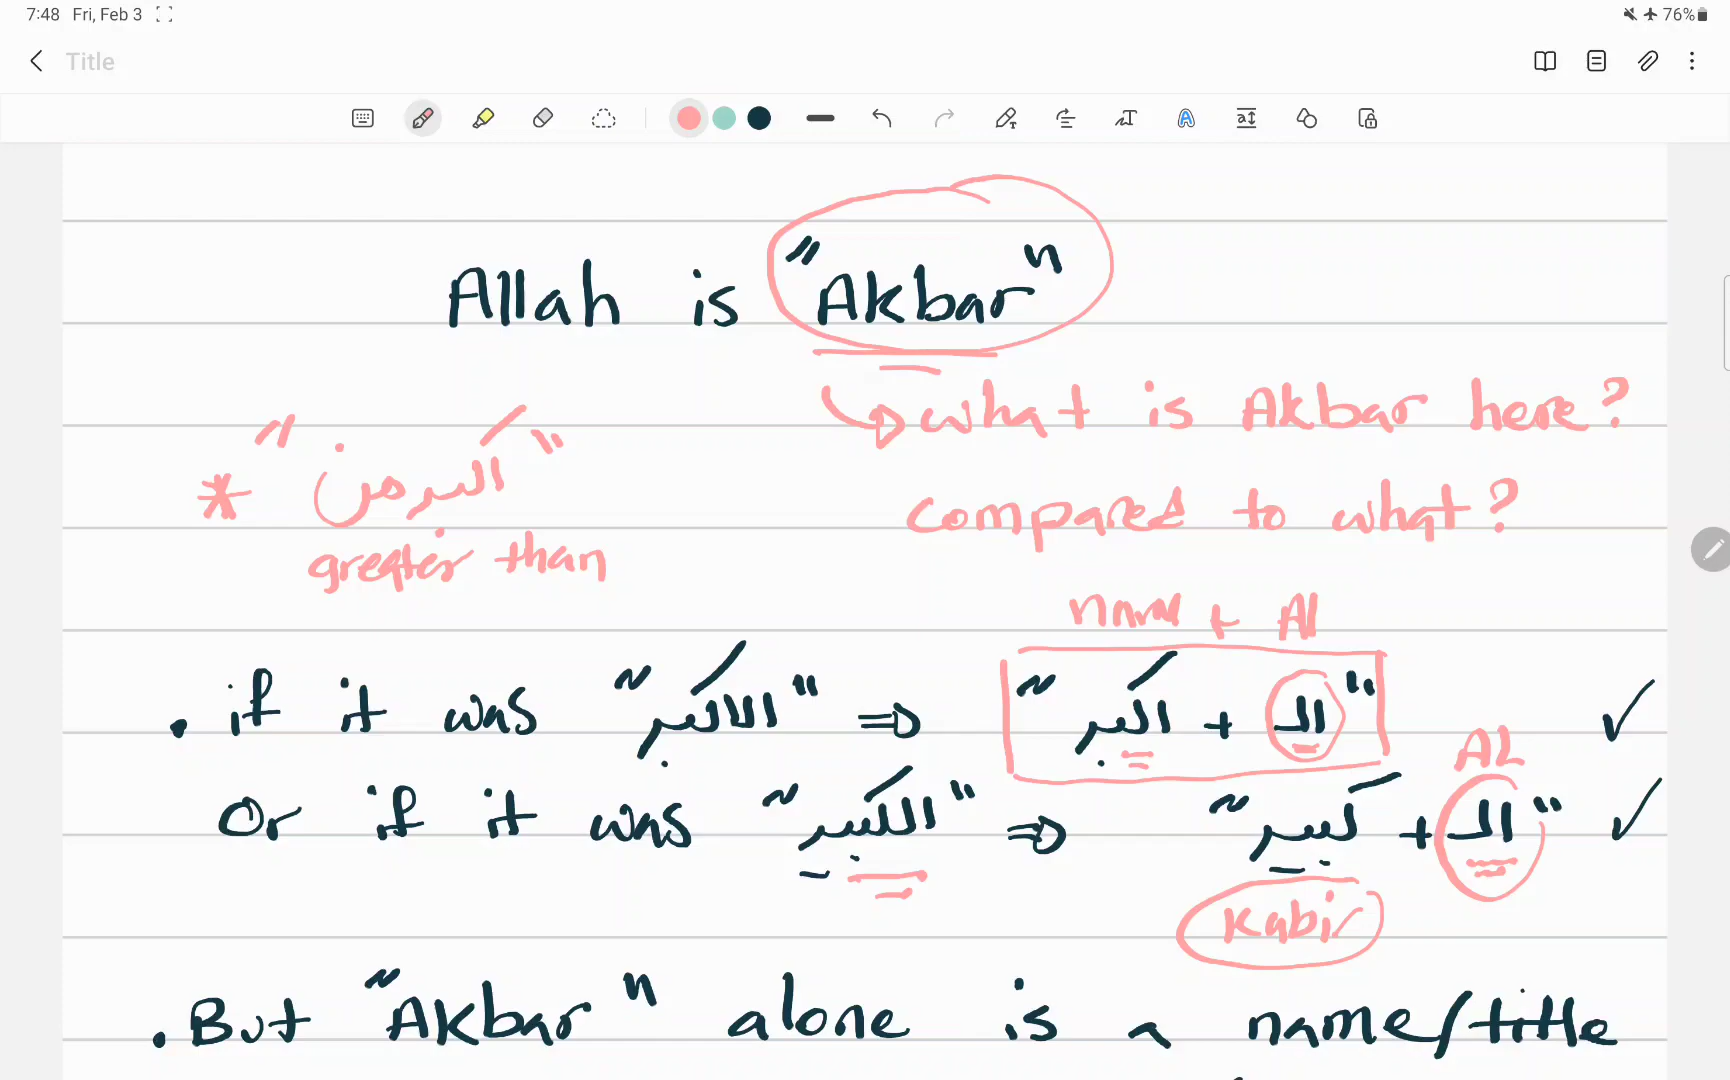 7:48 Fri, Feb 3
76%
Title
Allah is "Akbar"
what is Akbar here?
compared to what?
* "أكبر من"
greater than
+ Al
. if it was "الأكبر" ⇒ "ال + أكبر" ✓
AL
Or if it was "الكبير" ⇒ "ال + كبير" ✓
Kabir
. But "Akbar" alone is a name/title